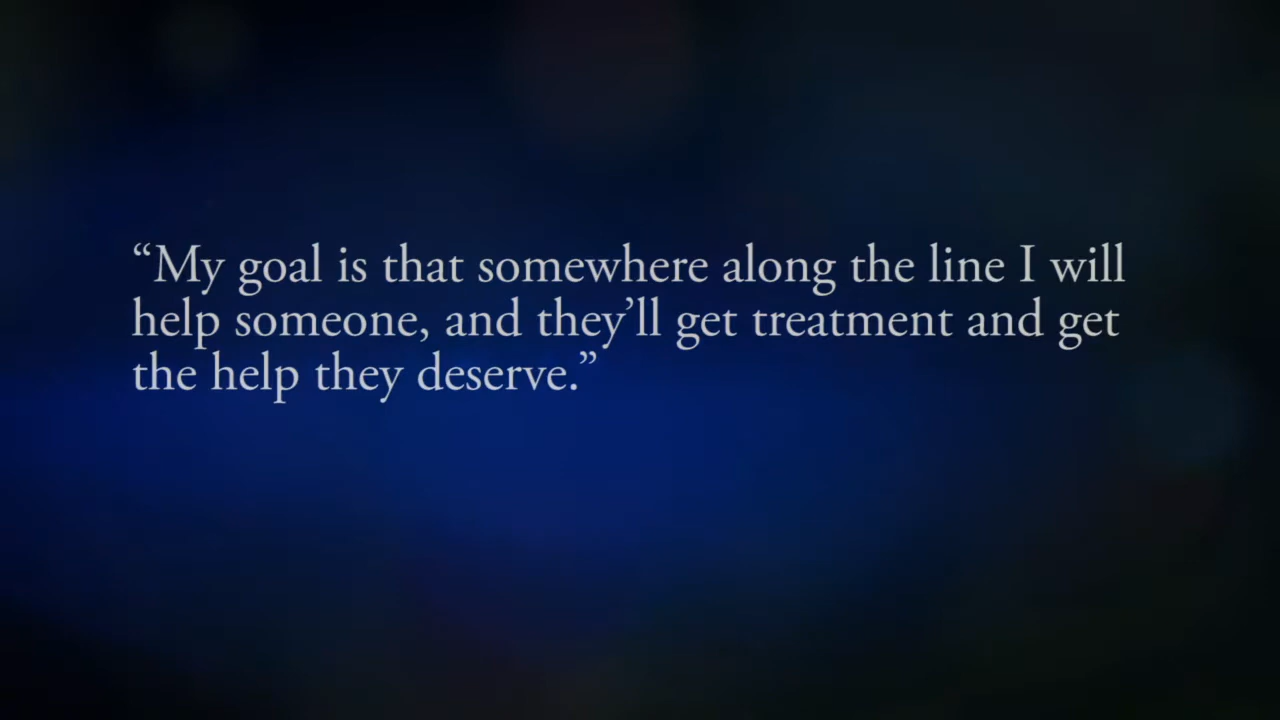 “My goal is that somewhere along the line I will
help someone, and they’ll get treatment and get
the help they deserve.”